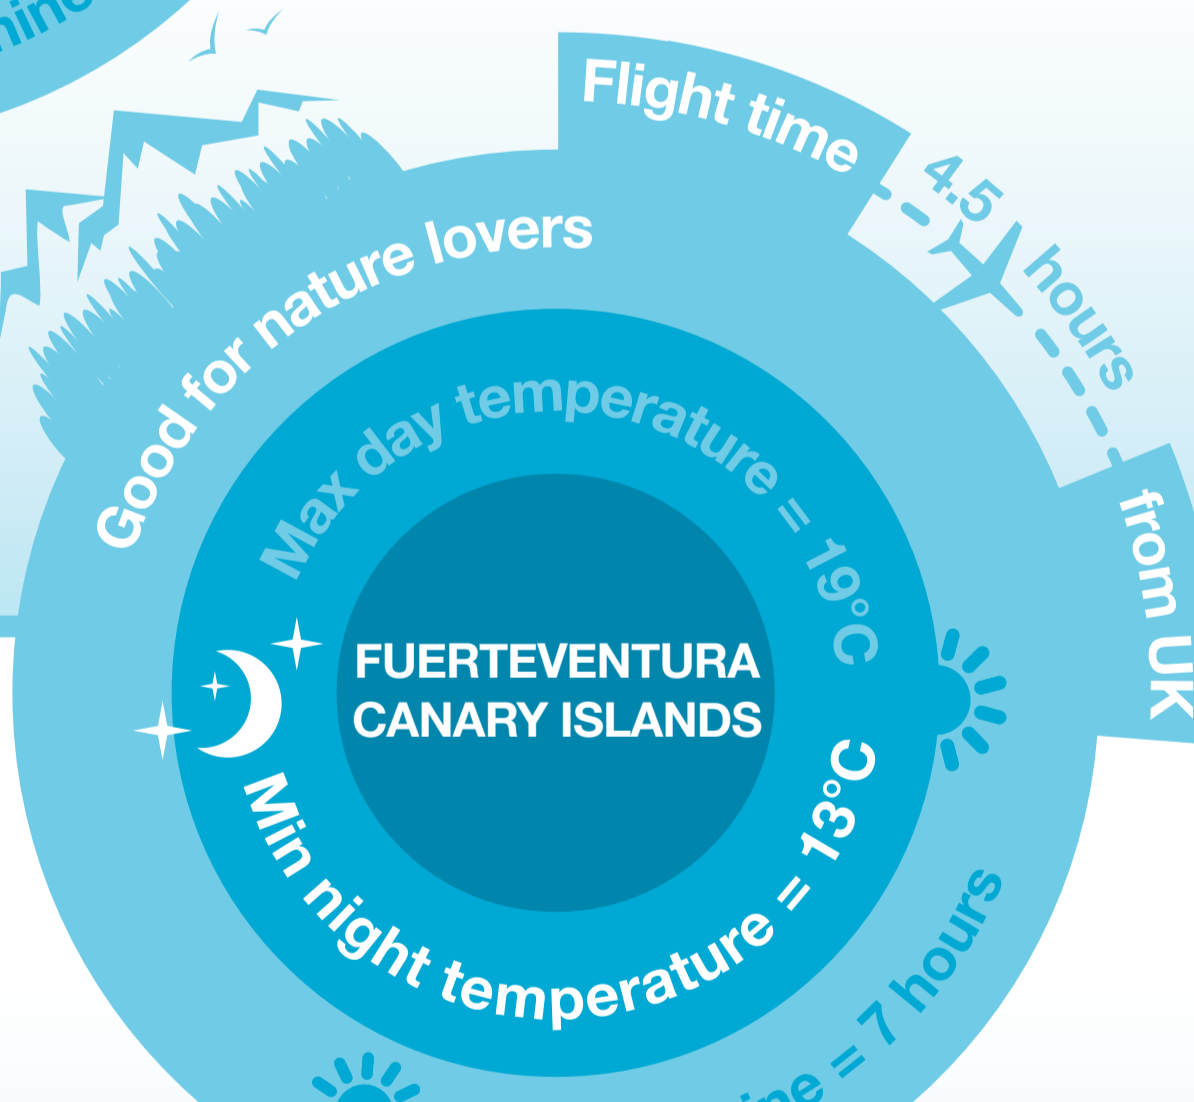 Flight time
4.5 hours
from UK
Good for nature lovers
Max day temperature = 19°C
FUERTEVENTURA
CANARY ISLANDS
Min night temperature = 13°C
= 7 hours